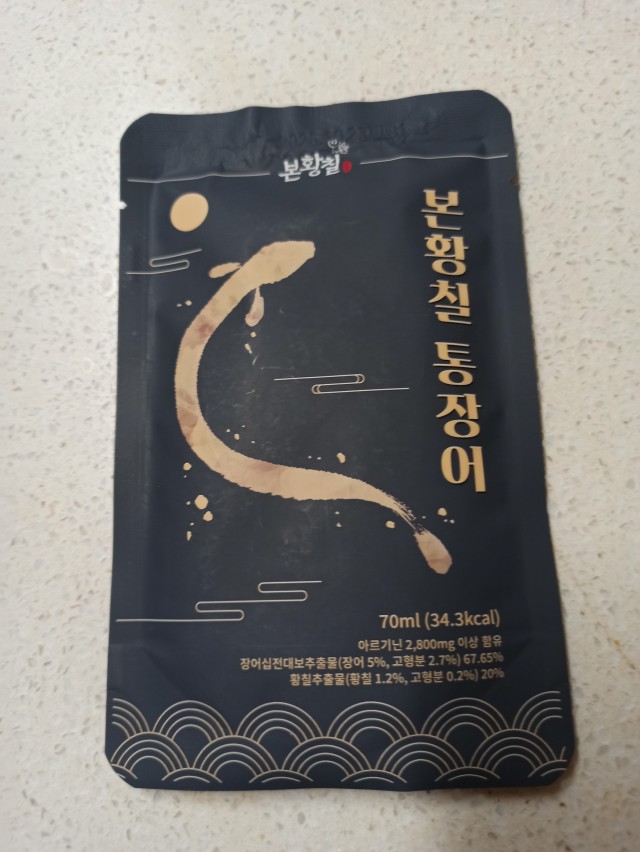 본황칠
본황칠 통장어
70ml (34.3kcal)
아르기닌 2,800mg 이상 함유
장어십전대보추출물(장어 5%, 고형분 2.7%) 67.65%
황칠추출물(황칠 1.2%, 고형분 0.2%) 20%